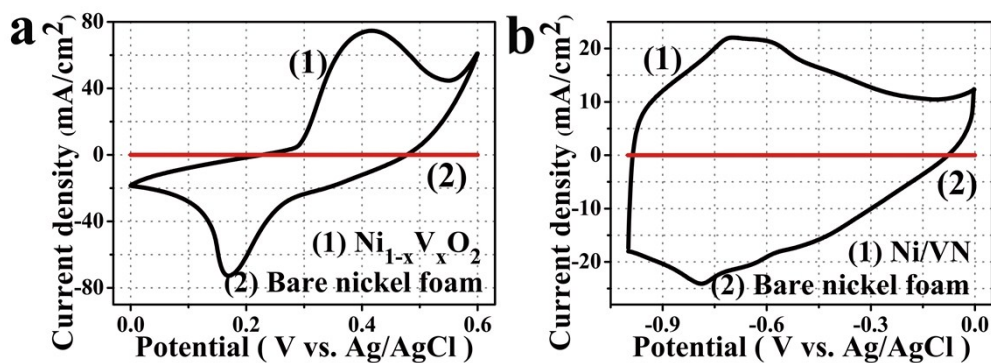 a
Current density (mA/cm²)
80
40
0
-40
-80
(1)
(2)
(1) Ni₁₋ₓVₓO₂
(2) Bare nickel foam
0.0 0.2 0.4 0.6
Potential ( V vs. Ag/AgCl )
b
Current density (mA/cm²)
20
10
0
-10
-20
(1)
(2)
(1) Ni/VN
(2) Bare nickel foam
-0.9 -0.6 -0.3 0.0
Potential ( V vs. Ag/AgCl )